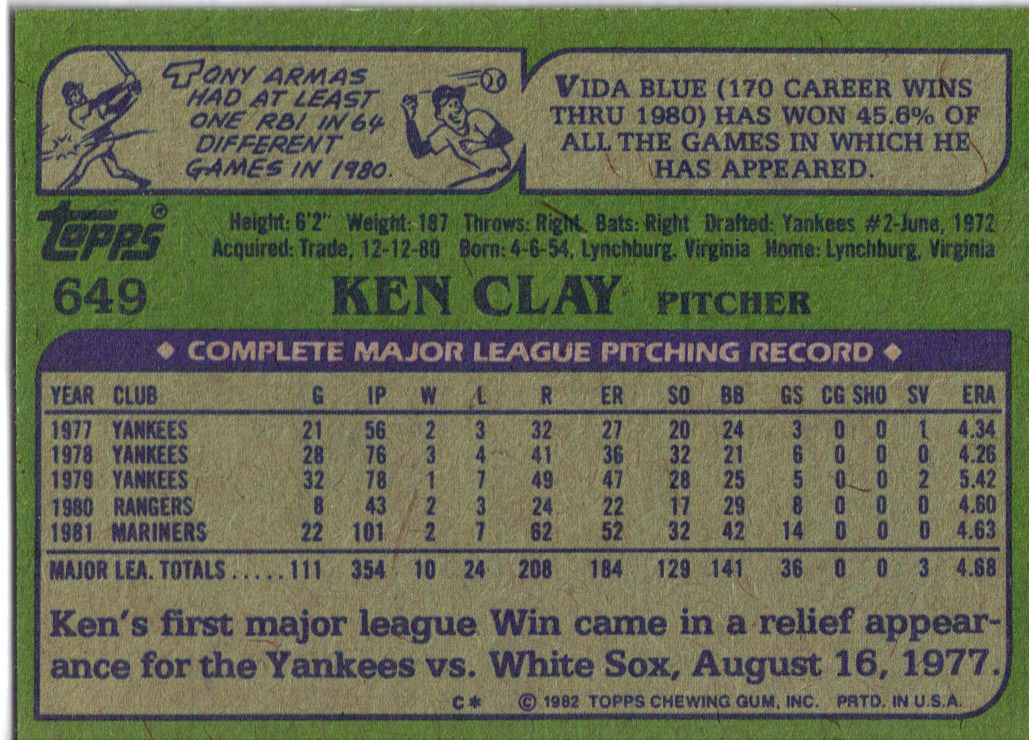 TONY ARMAS
HAD AT LEAST
ONE RBI IN 64
DIFFERENT
GAMES IN 1980.
VIDA BLUE (170 CAREER WINS
THRU 1980) HAS WON 45.6% OF
ALL THE GAMES IN WHICH HE
HAS APPEARED.
Topps®
Height: 6'2" Weight: 187 Throws: Right Bats: Right Drafted: Yankees #2-June, 1972
Acquired: Trade, 12-12-80 Born: 4-6-54, Lynchburg, Virginia Home: Lynchburg, Virginia
649 KEN CLAY PITCHER
◆ COMPLETE MAJOR LEAGUE PITCHING RECORD ◆
YEAR CLUB G IP W L R ER SO BB GS CG SHO SV ERA
1977 YANKEES 21 56 2 3 32 27 20 24 3 0 0 1 4.34
1978 YANKEES 28 76 3 4 41 36 32 21 6 0 0 0 4.26
1979 YANKEES 32 78 1 7 49 47 28 25 5 0 0 2 5.42
1980 RANGERS 8 43 2 3 24 22 17 29 8 0 0 0 4.60
1981 MARINERS 22 101 2 7 62 52 32 42 14 0 0 0 4.63
MAJOR LEA. TOTALS .....111 354 10 24 208 184 129 141 36 0 0 3 4.68
Ken's first major league Win came in a relief appear-
ance for the Yankees vs. White Sox, August 16, 1977.
C* © 1982 TOPPS CHEWING GUM, INC. PRTD. IN U.S.A.